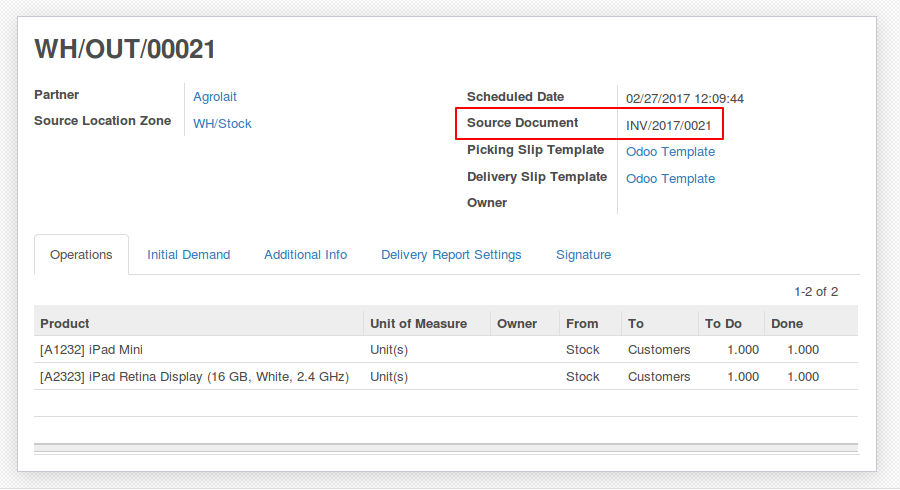 WH/OUT/00021
Partner Agrolait
Source Location Zone WH/Stock
Scheduled Date 02/27/2017 12:09:44
Source Document INV/2017/0021
Picking Slip Template Odoo Template
Delivery Slip Template Odoo Template
Owner
Operations Initial Demand Additional Info Delivery Report Settings Signature
1-2 of 2
Product Unit of Measure Owner From To To Do Done
[A1232] iPad Mini Unit(s) Stock Customers 1.000 1.000
[A2323] iPad Retina Display (16 GB, White, 2.4 GHz) Unit(s) Stock Customers 1.000 1.000